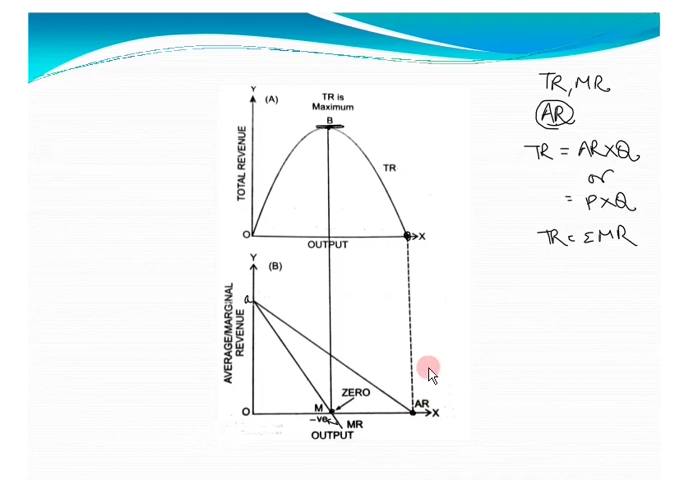 Y
(A)
TR is
Maximum
B
TR
TOTAL REVENUE
O
X
OUTPUT
Y
(B)
a
AVERAGE/MARGINAL
REVENUE
ZERO
M
AR
O
X
-ve
MR
OUTPUT
TR, MR
AR
TR = AR×Q
or
= P×Q
TR = ΣMR